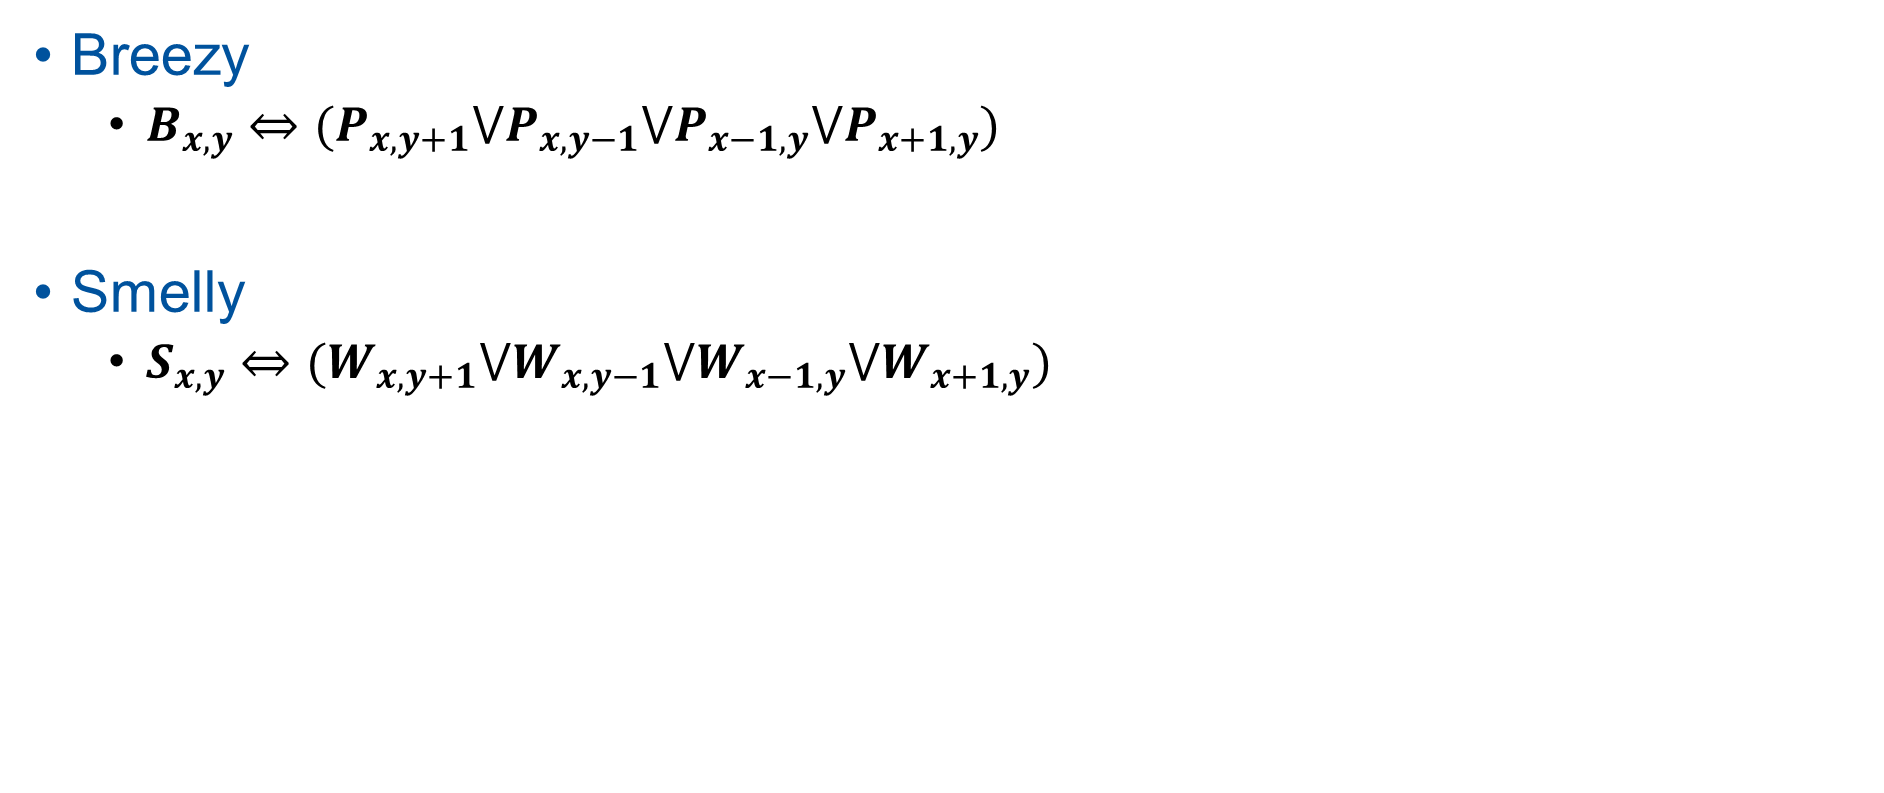 • Breezy
• B_{x,y} ⇔ (P_{x,y+1}⋁P_{x,y−1}⋁P_{x−1,y}⋁P_{x+1,y})
• Smelly
• S_{x,y} ⇔ (W_{x,y+1}⋁W_{x,y−1}⋁W_{x−1,y}⋁W_{x+1,y})